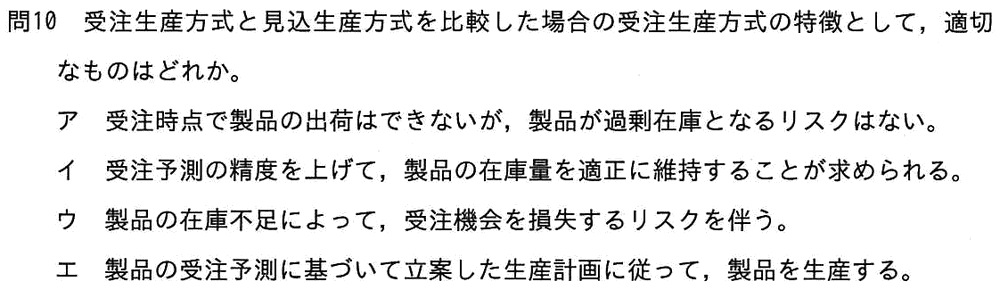 問10 受注生産方式と見込生産方式を比較した場合の受注生産方式の特徴として，適切
なものはどれか。
ア 受注時点で製品の出荷はできないが，製品が過剰在庫となるリスクはない。
イ 受注予測の精度を上げて，製品の在庫量を適正に維持することが求められる。
ウ 製品の在庫不足によって，受注機会を損失するリスクを伴う。
エ 製品の受注予測に基づいて立案した生産計画に従って，製品を生産する。